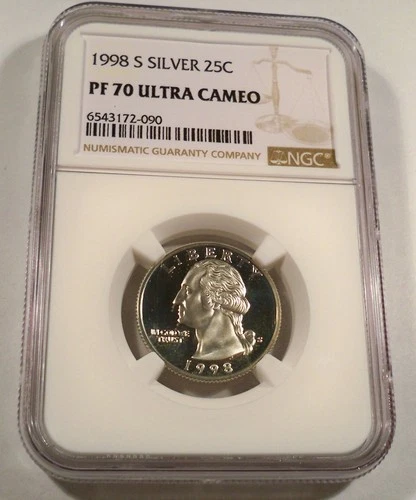 1998 S SILVER 25C
PF 70 ULTRA CAMEO
6543172-090
NUMISMATIC GUARANTY COMPANY
NGC®
LIBERTY
IN GOD WE
TRUST
S
1998